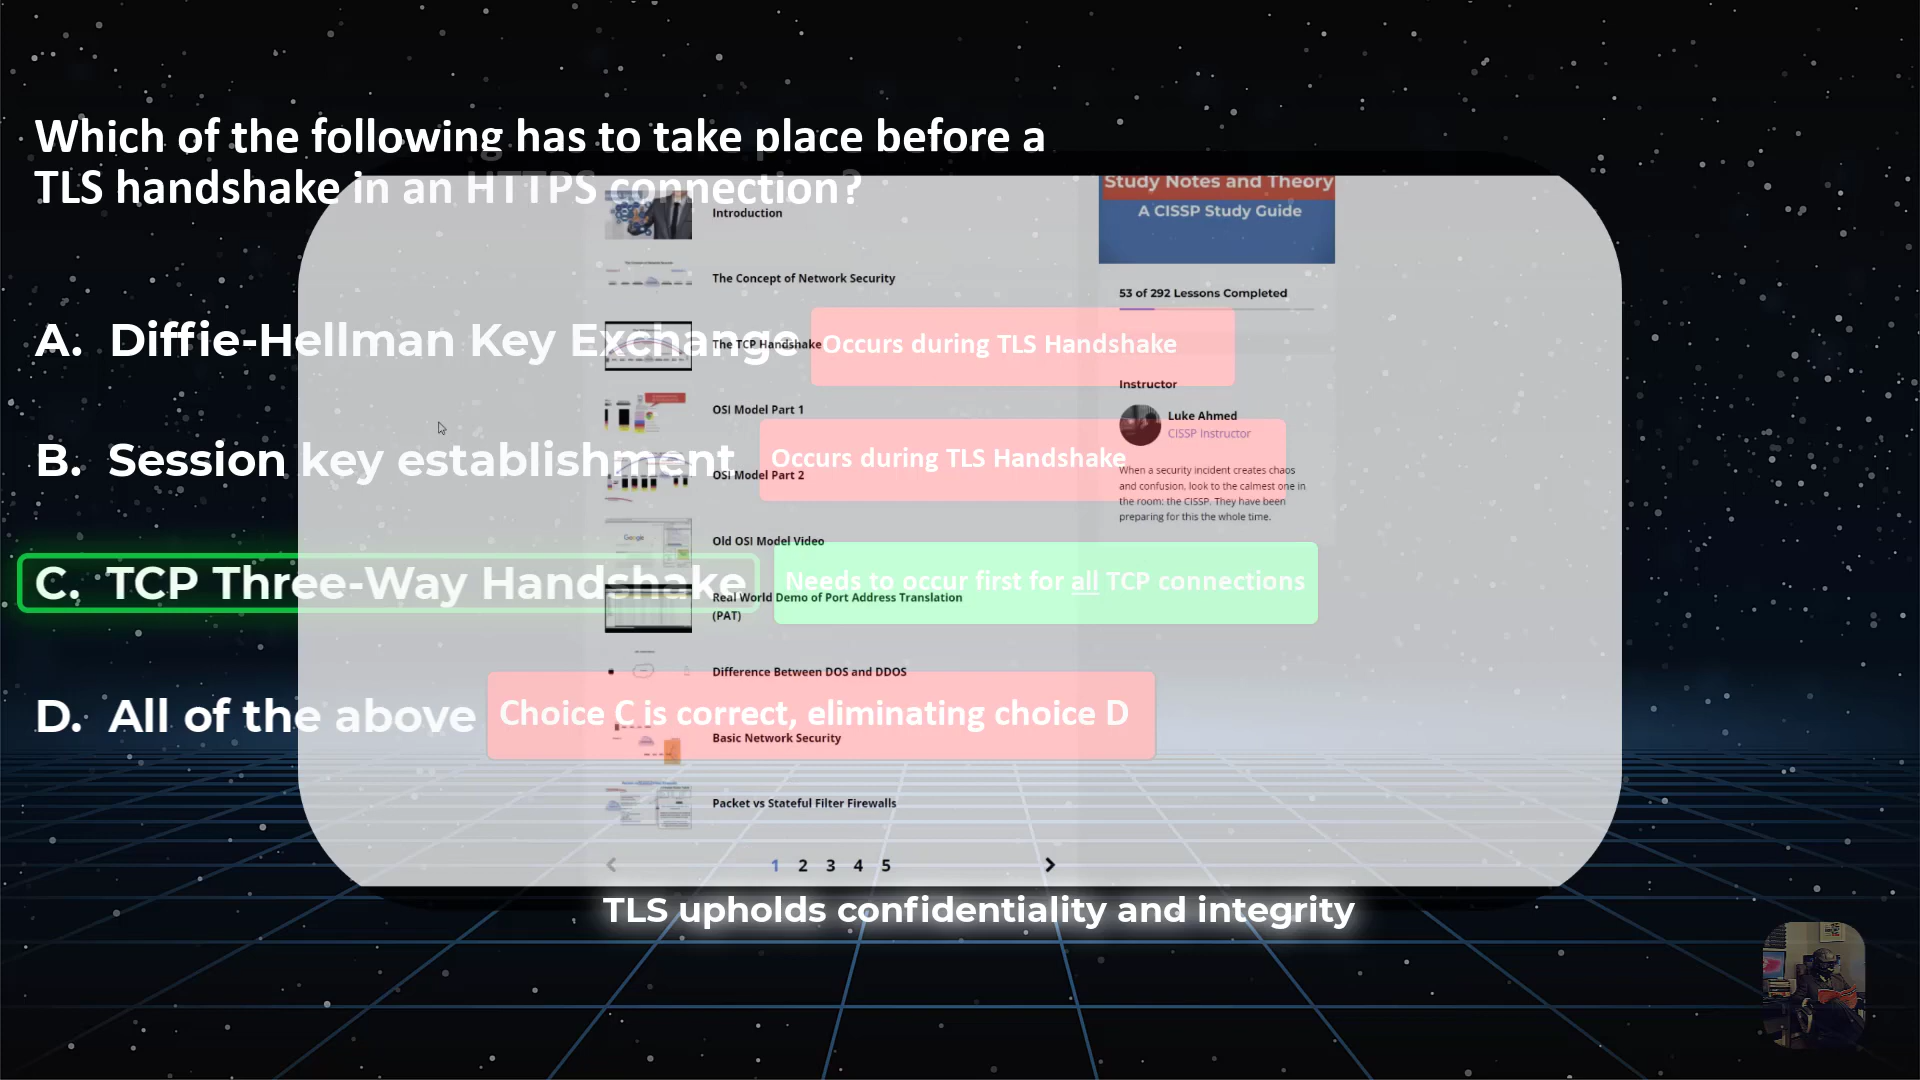 Which of the following has to take place before a
TLS handshake in an HTTPS connection?
A. Diffie-Hellman Key Exchange
Occurs during TLS Handshake
B. Session key establishment
Occurs during TLS Handshake
C. TCP Three-Way Handshake
Needs to occur first for all TCP connections
D. All of the above
Choice C is correct, eliminating choice D
Introduction
The Concept of Network Security
The TCP Handshake
OSI Model Part 1
OSI Model Part 2
Google
Old OSI Model Video
Real World Demo of Port Address Translation
(PAT)
Difference Between DOS and DDOS
Basic Network Security
Packet vs Stateful Filter Firewalls
1 2 3 4 5
Study Notes and Theory
A CISSP Study Guide
53 of 292 Lessons Completed
Instructor
Luke Ahmed
CISSP Instructor
When a security incident creates chaos
and confusion, look to the calmest one in
the room: the CISSP. They have been
preparing for this the whole time.
TLS upholds confidentiality and integrity